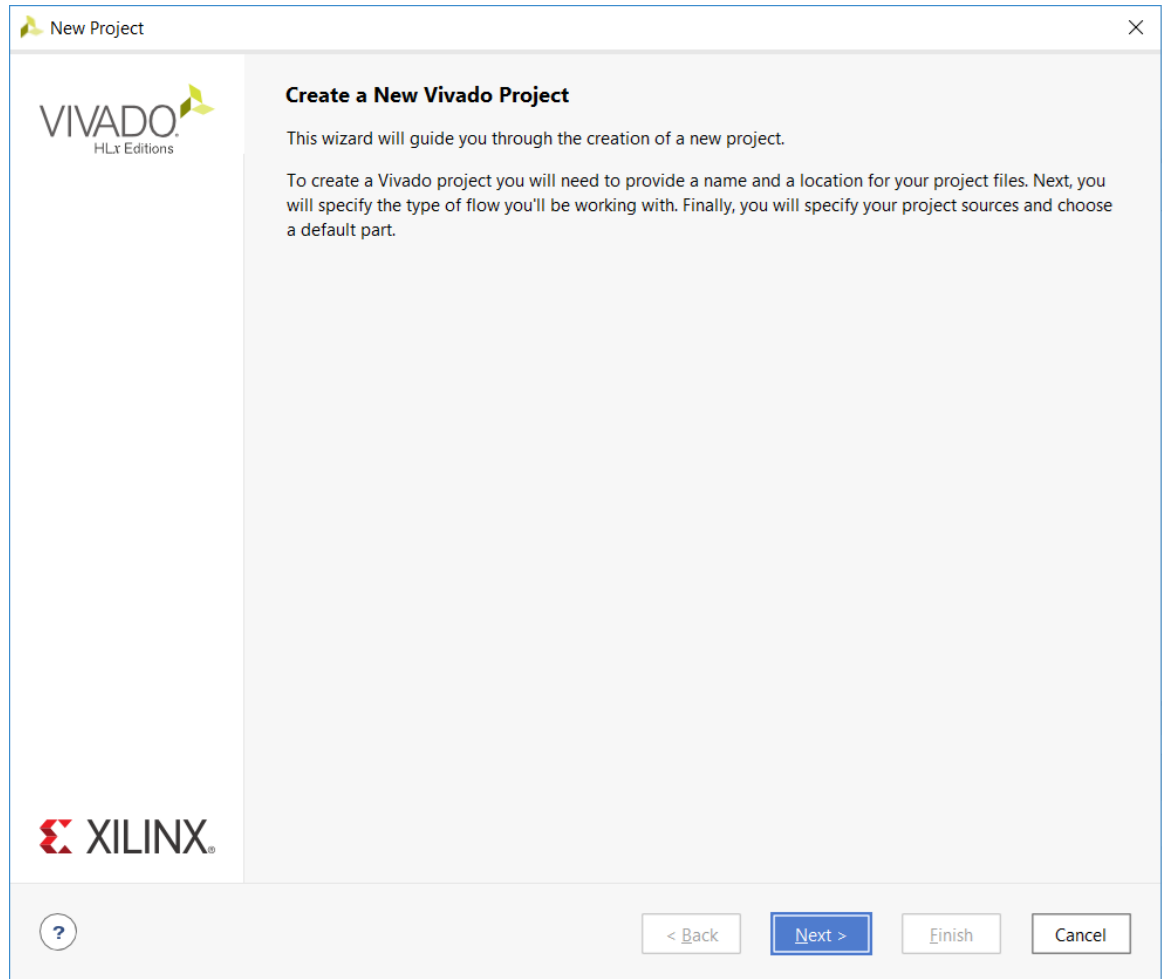 New Project
VIVADO.
HLx Editions
Create a New Vivado Project
This wizard will guide you through the creation of a new project.
To create a Vivado project you will need to provide a name and a location for your project files. Next, you
will specify the type of flow you'll be working with. Finally, you will specify your project sources and choose
a default part.
XILINX®
?
< Back
Next >
Finish
Cancel